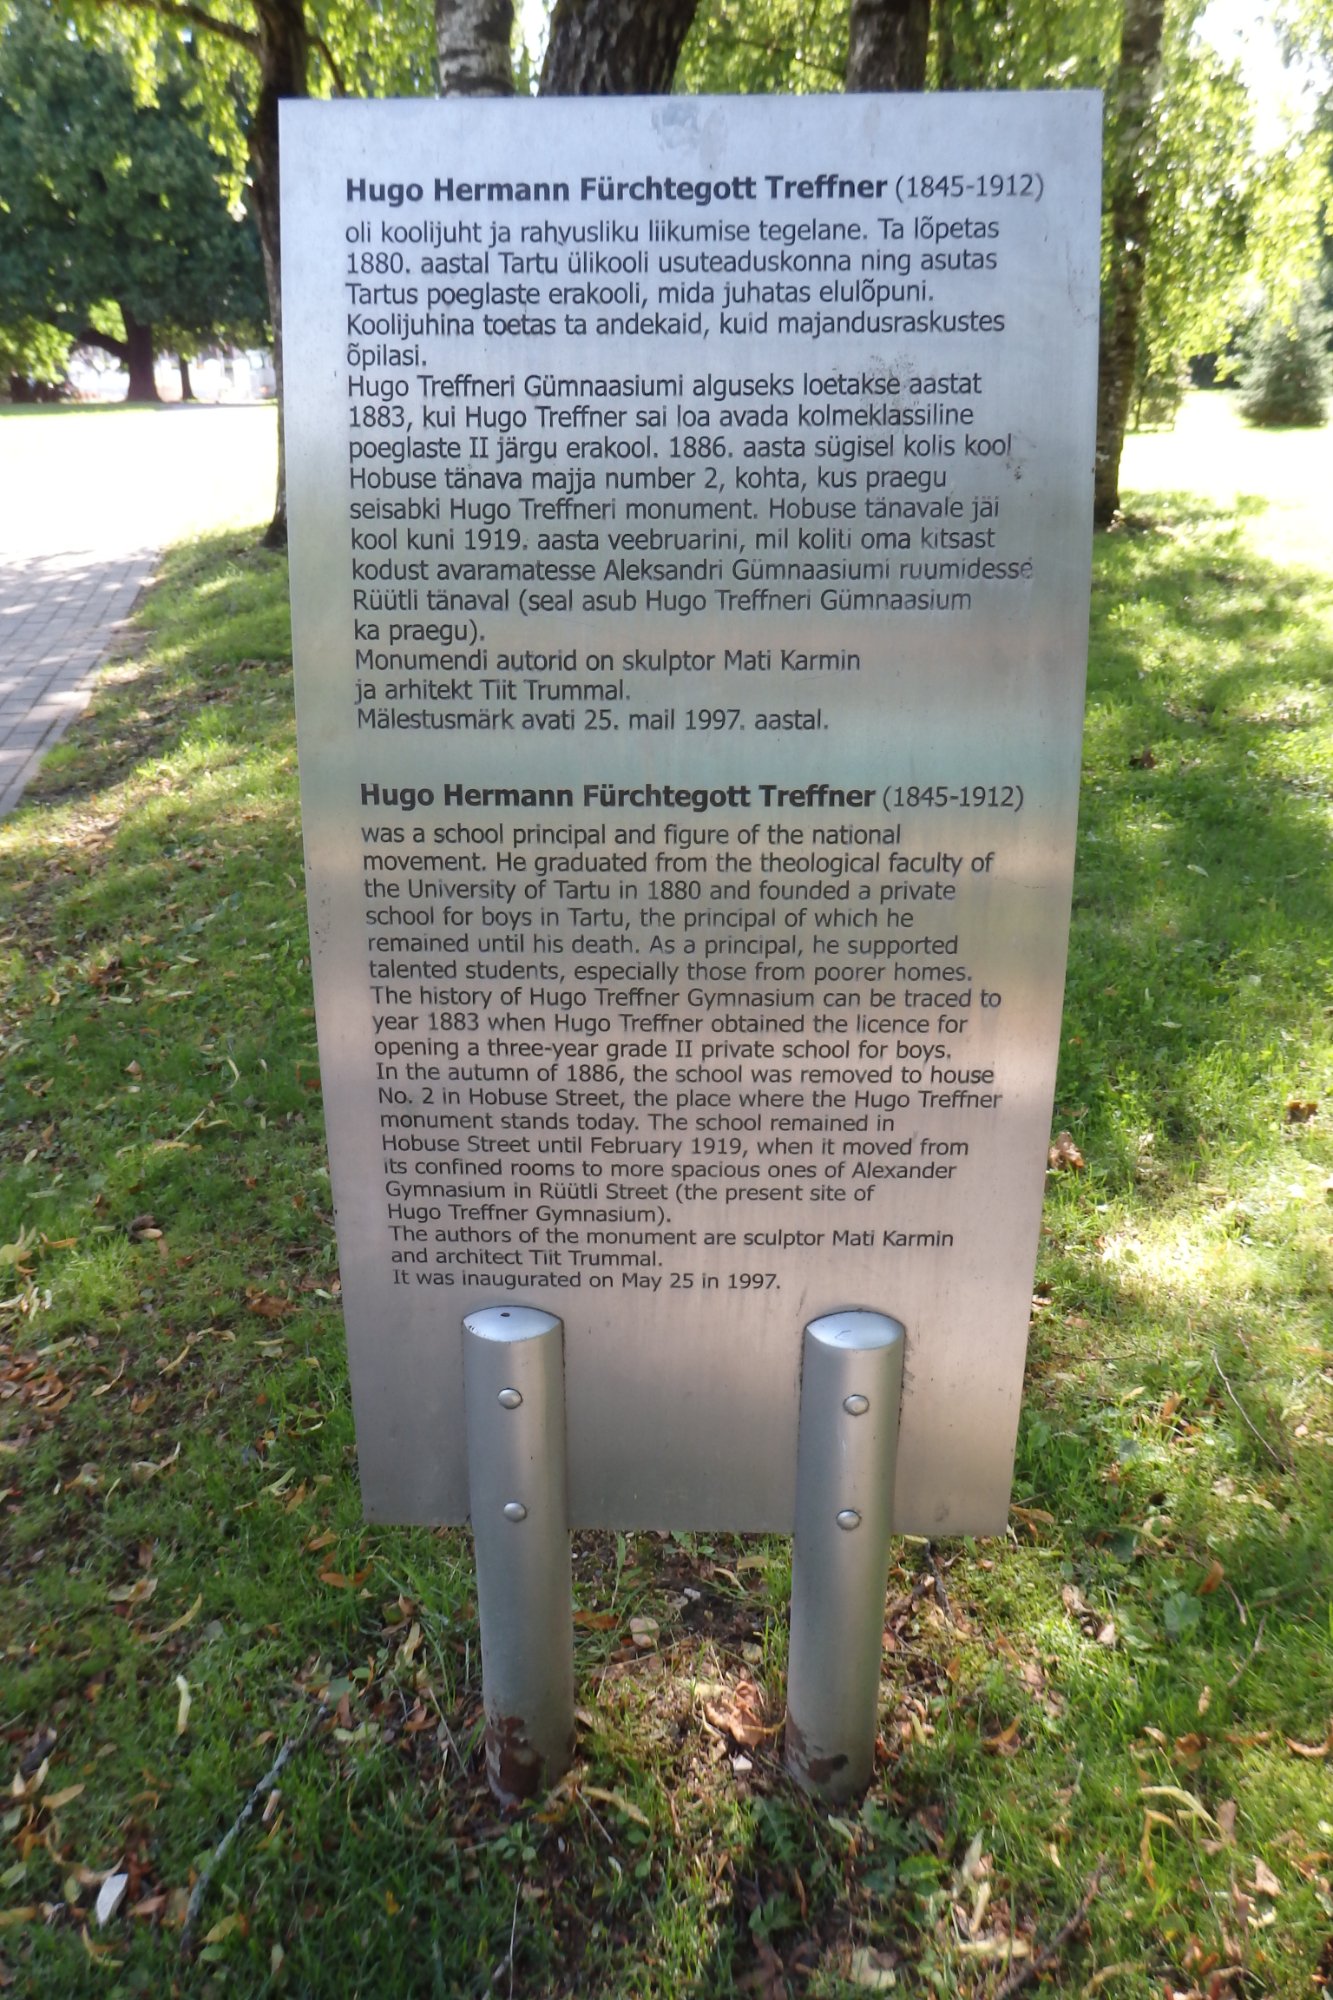 Hugo Hermann Fürchtegott Treffner (1845-1912)
oli koolijuht ja rahvusliku liikumise tegelane. Ta lõpetas
1880. aastal Tartu ülikooli usuteaduskonna ning asutas
Tartus poeglaste erakooli, mida juhatas elulõpuni.
Koolijuhina toetas ta andekaid, kuid majandusraskustes
õpilasi.
Hugo Treffneri Gümnaasiumi alguseks loetakse aastat
1883, kui Hugo Treffner sai loa avada kolmeklassiline
poeglaste II järgu erakool. 1886. aasta sügisel kolis kool
Hobuse tänava majja number 2, kohta, kus praegu
seisabki Hugo Treffneri monument. Hobuse tänavale jäi
kool kuni 1919. aasta veebruarini, mil koliti oma kitsast
kodust avaramatesse Aleksandri Gümnaasiumi ruumidesse
Rüütli tänaval (seal asub Hugo Treffneri Gümnaasium
ka praegu).
Monumendi autorid on skulptor Mati Karmin
ja arhitekt Tiit Trummal.
Mälestusmärk avati 25. mail 1997. aastal.
Hugo Hermann Fürchtegott Treffner (1845-1912)
was a school principal and figure of the national
movement. He graduated from the theological faculty of
the University of Tartu in 1880 and founded a private
school for boys in Tartu, the principal of which he
remained until his death. As a principal, he supported
talented students, especially those from poorer homes.
The history of Hugo Treffner Gymnasium can be traced to
year 1883 when Hugo Treffner obtained the licence for
opening a three-year grade II private school for boys.
In the autumn of 1886, the school was removed to house
No. 2 in Hobuse Street, the place where the Hugo Treffner
monument stands today. The school remained in
Hobuse Street until February 1919, when it moved from
its confined rooms to more spacious ones of Alexander
Gymnasium in Rüütli Street (the present site of
Hugo Treffner Gymnasium).
The authors of the monument are sculptor Mati Karmin
and architect Tiit Trummal.
It was inaugurated on May 25 in 1997.